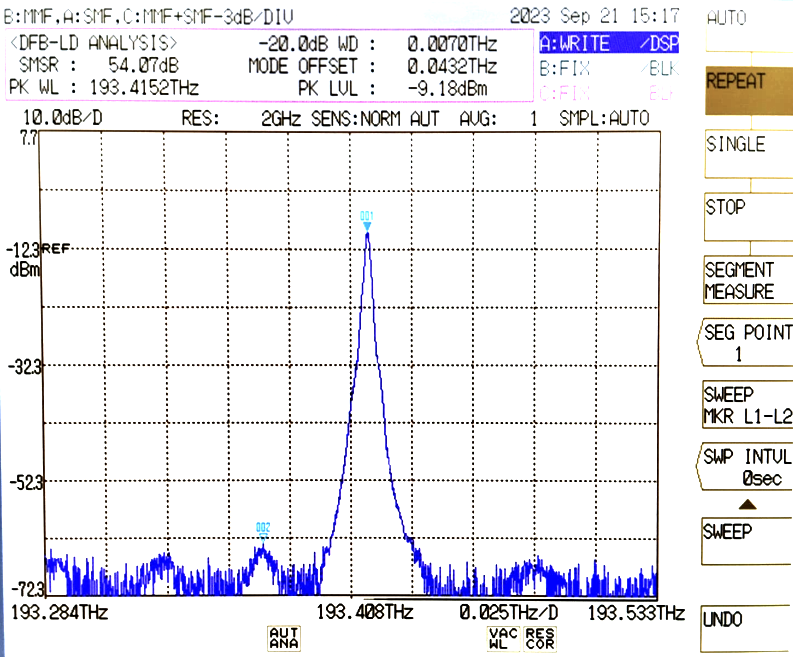 B:MMF,A:SMF,C:MMF+SMF-3dB/DIV 2023 Sep 21 15:17
<DFB-LD ANALYSIS> -20.0dB WD : 0.0070THz
SMSR : 54.07dB MODE OFFSET : 0.0432THz
PK WL : 193.4152THz PK LVL : -9.18dBm
A:WRITE /DSP
B:FIX /BLK
C:FIX BLK
10.0dB/D RES: 2GHz SENS:NORM AUT AVG: 1 SMPL:AUTO
7.7
001
-12.3 REF
dBm
-32.3
-52.3
002
-72.3
193.284THz 193.408THz 0.025THz/D 193.533THz
AUT
ANA
VAC
WL
RES
COR
AUTO
REPEAT
SINGLE
STOP
SEGMENT
MEASURE
SEG POINT
1
SWEEP
MKR L1-L2
SWP INTVL
0sec
SWEEP
UNDO